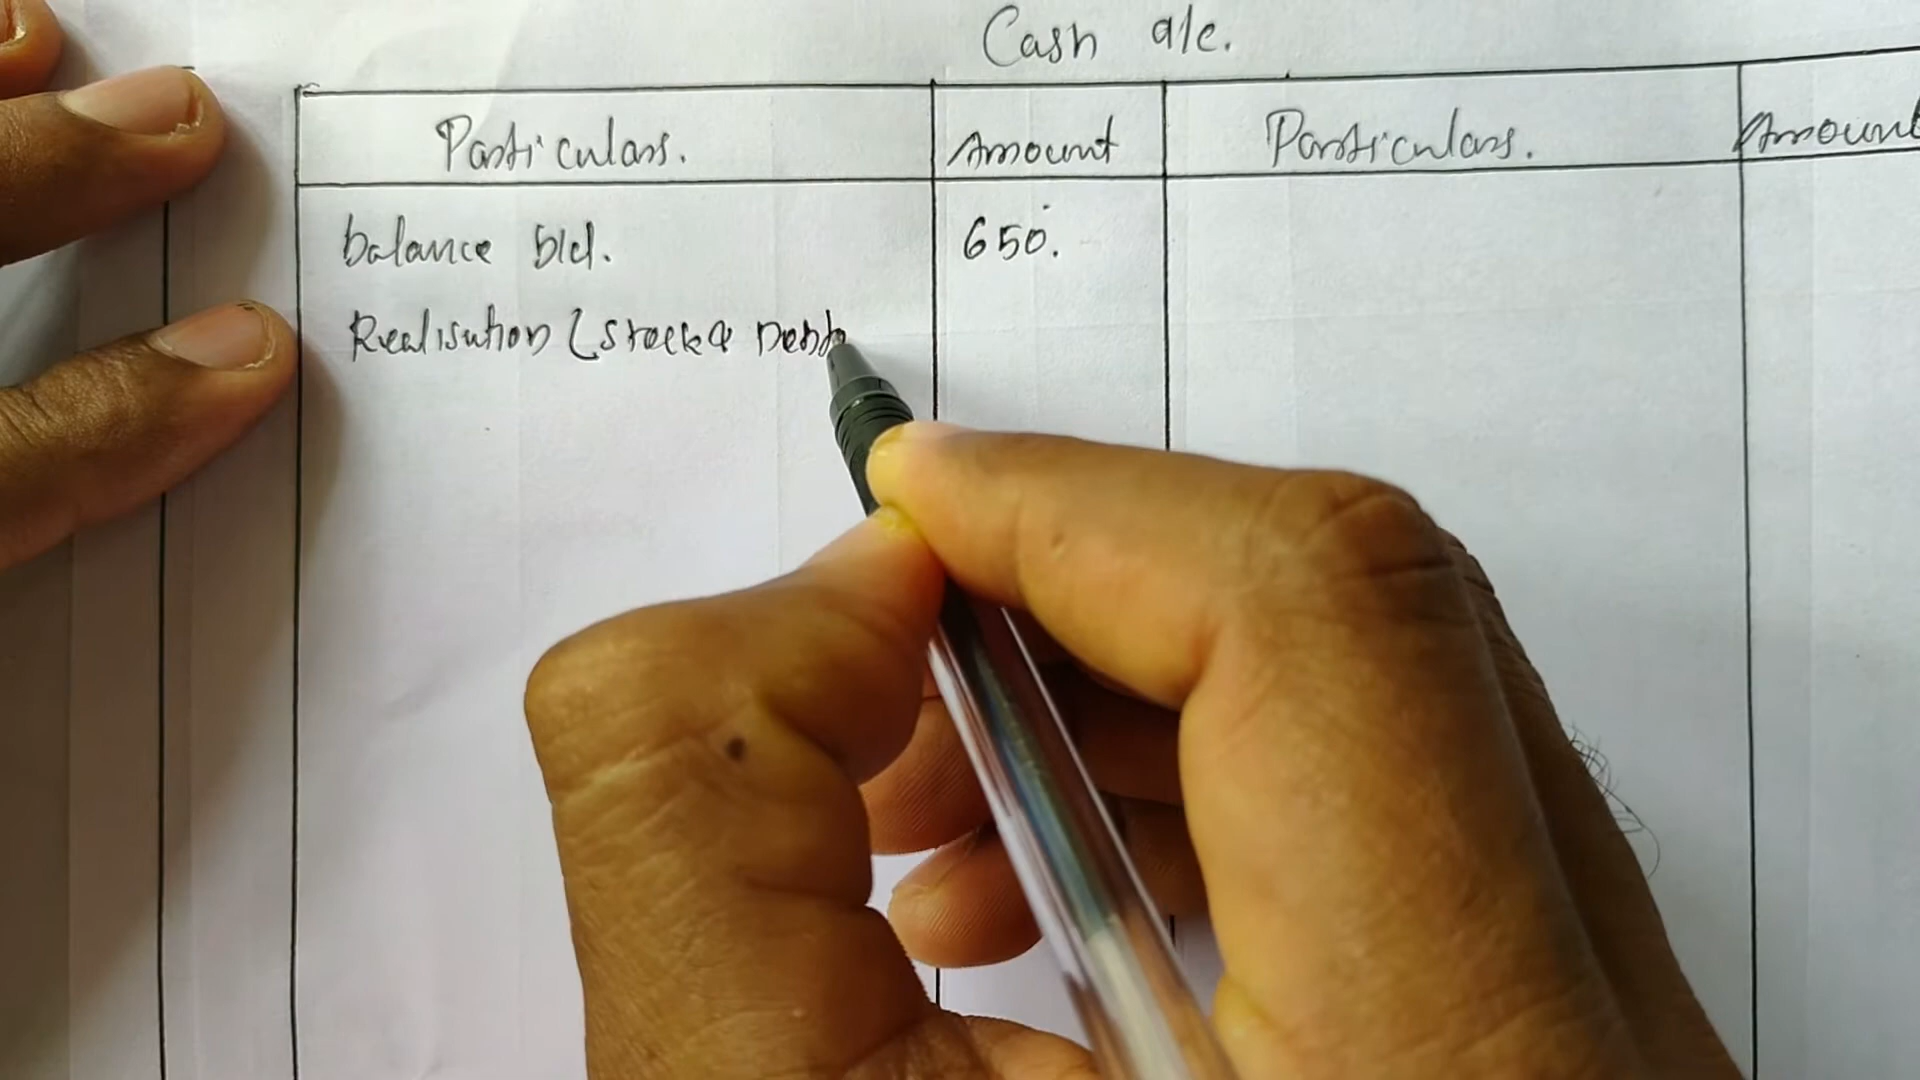 Cash a/c.
Particulars. Amount Particulars. Amount
balance b/d. 650.
Realisation (Stock & Debto